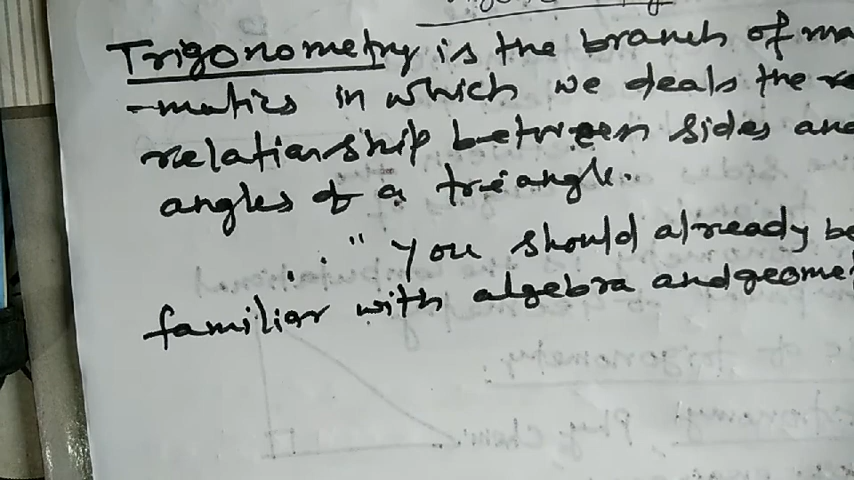 Trigonometry is the branch of ma
-matics in which we deals the re
relationship between sides and
angles of a triangle.
" you should already be
familiar with algebra and geome